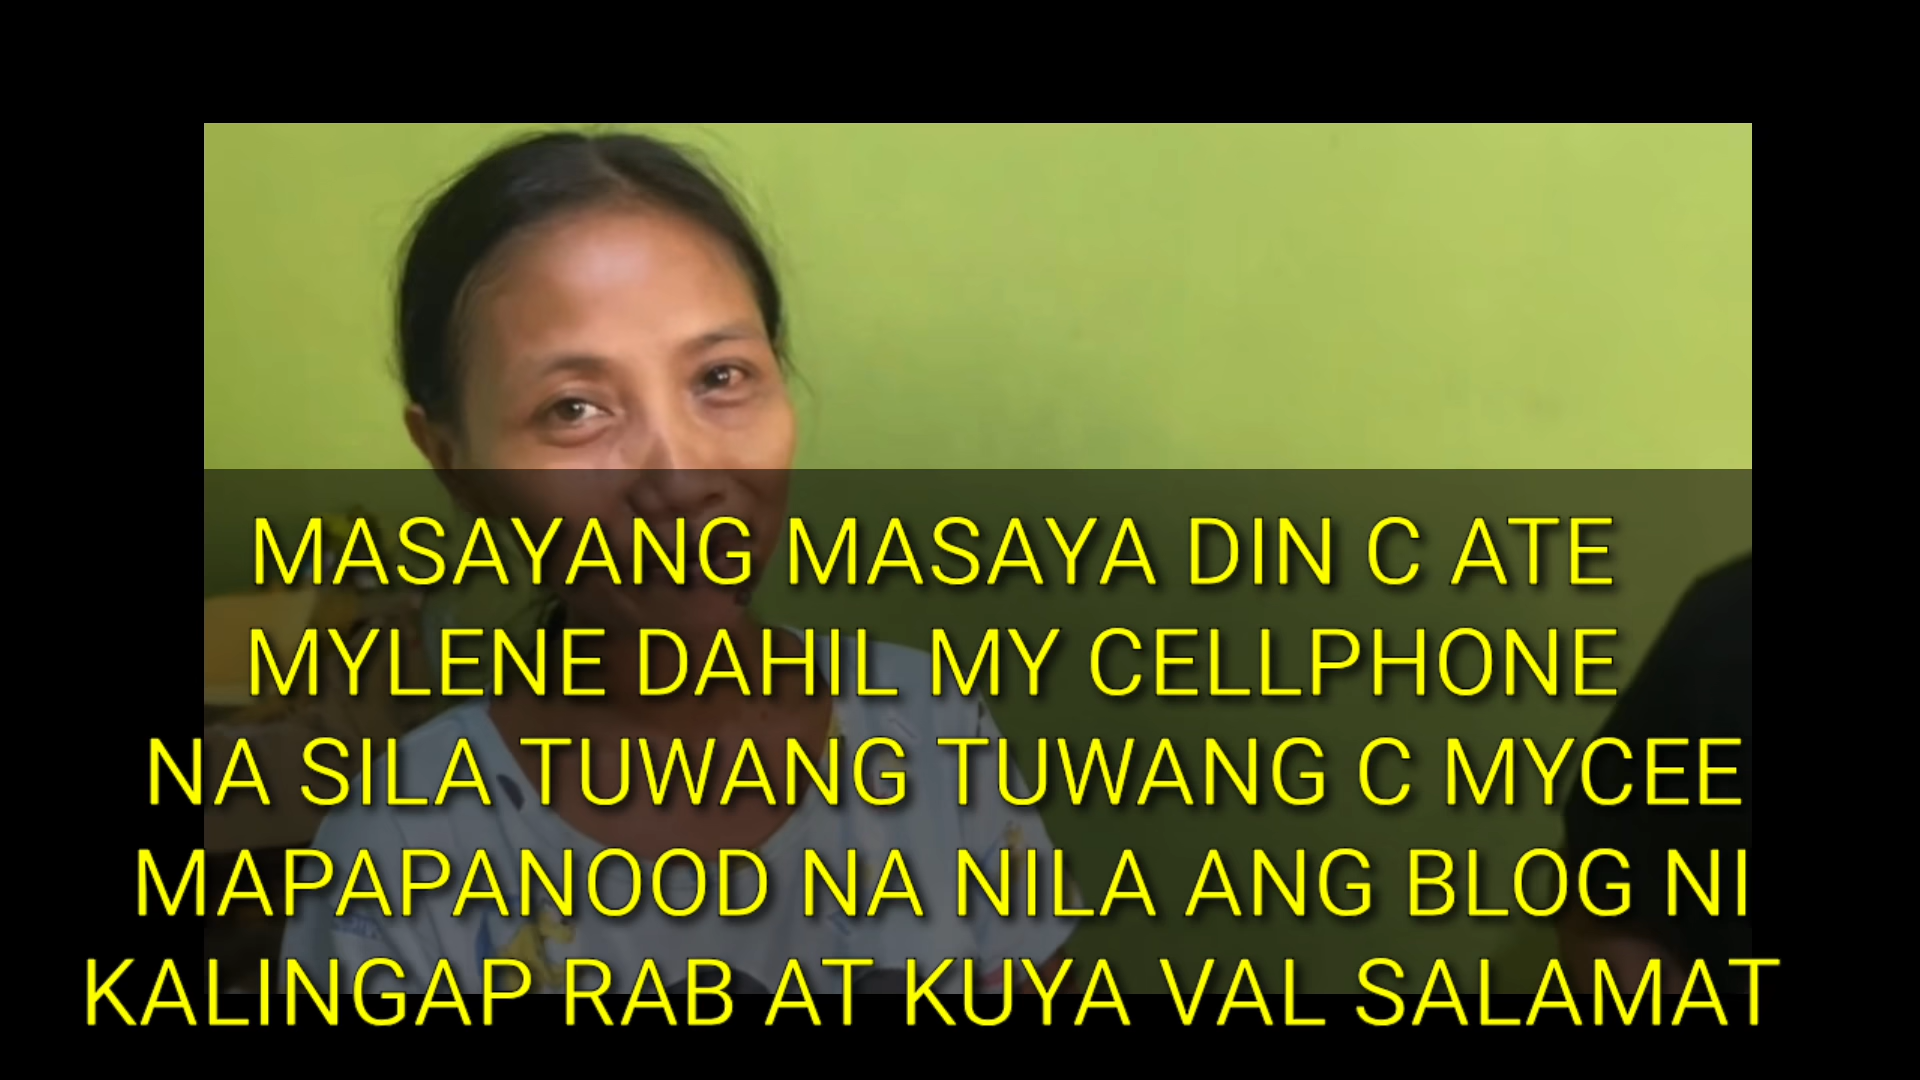 MASAYANG MASAYA DIN C ATE
MYLENE DAHIL MY CELLPHONE
NA SILA TUWANG TUWANG C MYCEE
MAPAPANOOD NA NILA ANG BLOG NI
KALINGAP RAB AT KUYA VAL SALAMAT